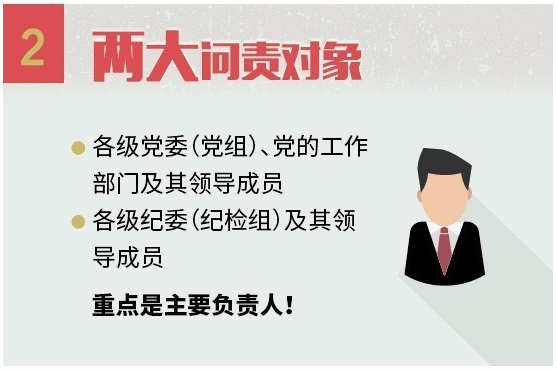 2
两大问责对象
各级党委（党组）、党的工作
部门及其领导成员
各级纪委（纪检组）及其领
导成员
重点是主要负责人！